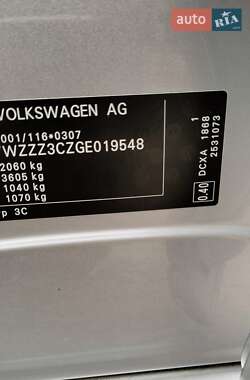 AUTO.RIA
VOLKSWAGEN AG
001/116*0307
WZZZ3CZGE019548
2060 kg
3605 kg
1040 kg
1070 kg
p 3C
1
DCXA 1868
2531073
0.40